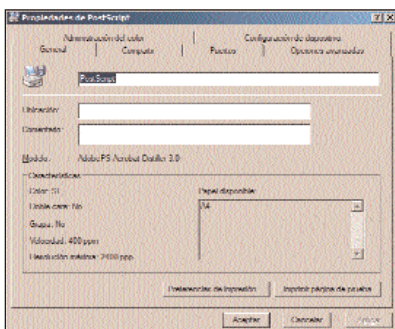 Propiedades de PostScript
Administración del color
Configuración de dispositivo
General
Compartir
Puertos
Opciones avanzadas
PostScript
Ubicación:
Comentario:
Modelo: Adobe PS Acrobat Distiller 3.0
Características
Color: Sí
Papel disponible:
Doble cara: No
A4
Grapa: No
Velocidad: 400 ppm
Resolución máxima: 2400 ppp
Preferencias de impresión
Imprimir página de prueba
Aceptar
Cancelar
Aplicar